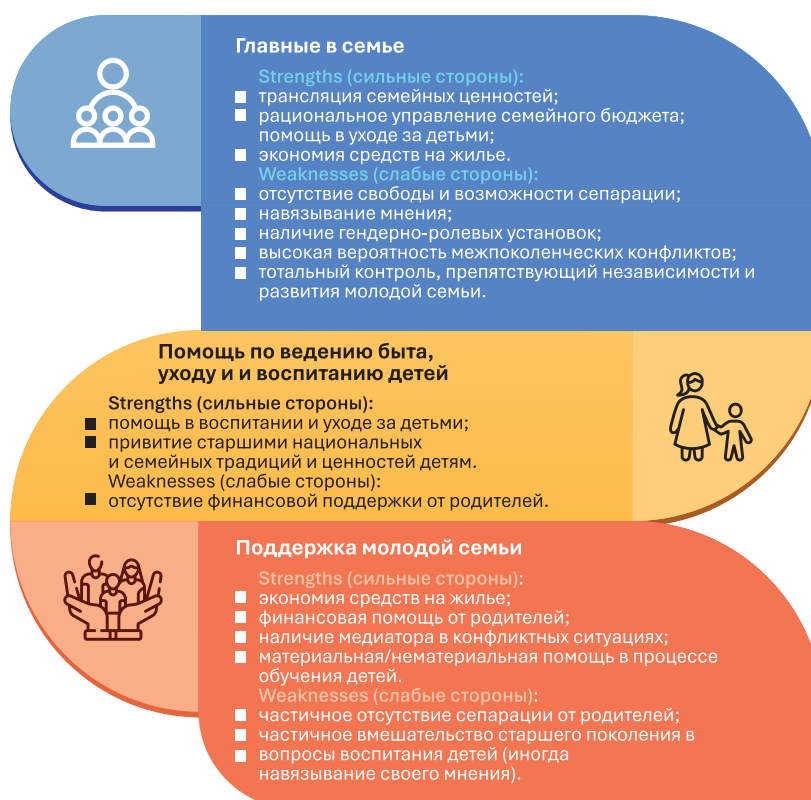 Главные в семье
Strengths (сильные стороны):
трансляция семейных ценностей;
рациональное управление семейного бюджета;
помощь в уходе за детьми;
экономия средств на жилье.
Weaknesses (слабые стороны):
отсутствие свободы и возможности сепарации;
навязывание мнения;
наличие гендерно-ролевых установок;
высокая вероятность межпоколенческих конфликтов;
тотальный контроль, препятствующий независимости и
развития молодой семьи.
Помощь по ведению быта,
уходу и и воспитанию детей
Strengths (сильные стороны):
помощь в воспитании и уходе за детьми;
привитие старшими национальных
и семейных традиций и ценностей детям.
Weaknesses (слабые стороны):
отсутствие финансовой поддержки от родителей.
Поддержка молодой семьи
Strengths (сильные стороны):
экономия средств на жилье;
финансовая помощь от родителей;
наличие медиатора в конфликтных ситуациях;
материальная/нематериальная помощь в процессе
обучения детей.
Weaknesses (слабые стороны):
частичное отсутствие сепарации от родителей;
частичное вмешательство старшего поколения в
вопросы воспитания детей (иногда
навязывание своего мнения).